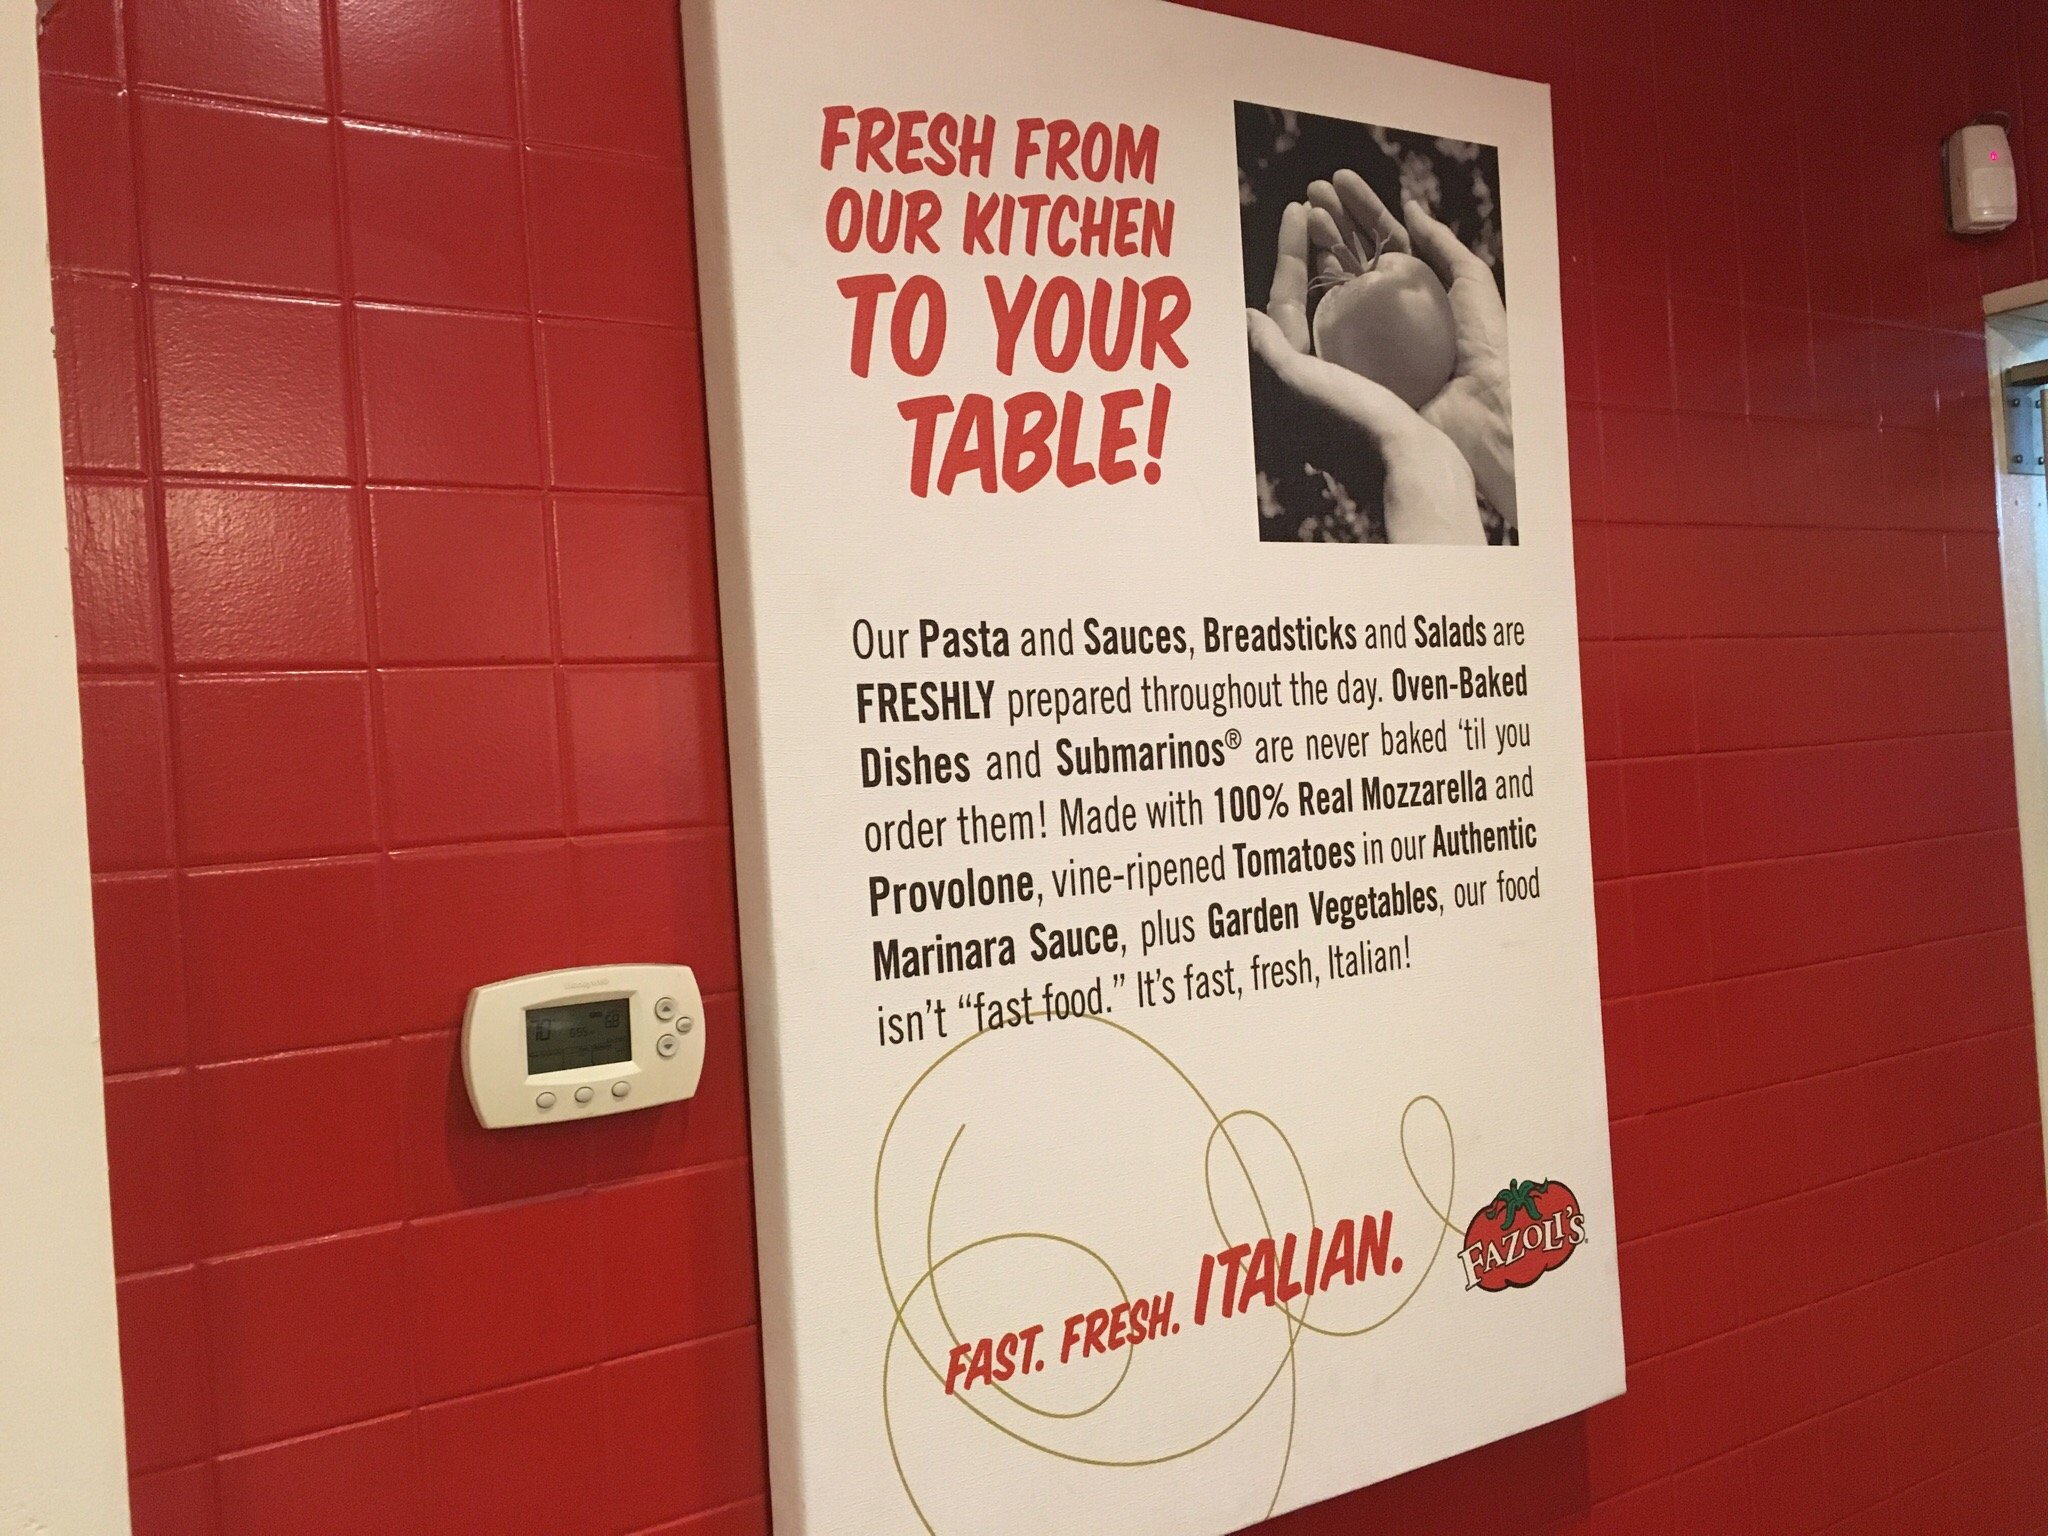 FRESH FROM
OUR KITCHEN
TO YOUR
TABLE!
Our Pasta and Sauces, Breadsticks and Salads are
FRESHLY prepared throughout the day. Oven-Baked
Dishes and Submarinos® are never baked ‘til you
order them! Made with 100% Real Mozzarella and
Provolone, vine-ripened Tomatoes in our Authentic
Marinara Sauce, plus Garden Vegetables, our food
isn’t “fast food.” It’s fast, fresh, Italian!
FAST. FRESH. ITALIAN.
FAZOLI'S
70
68